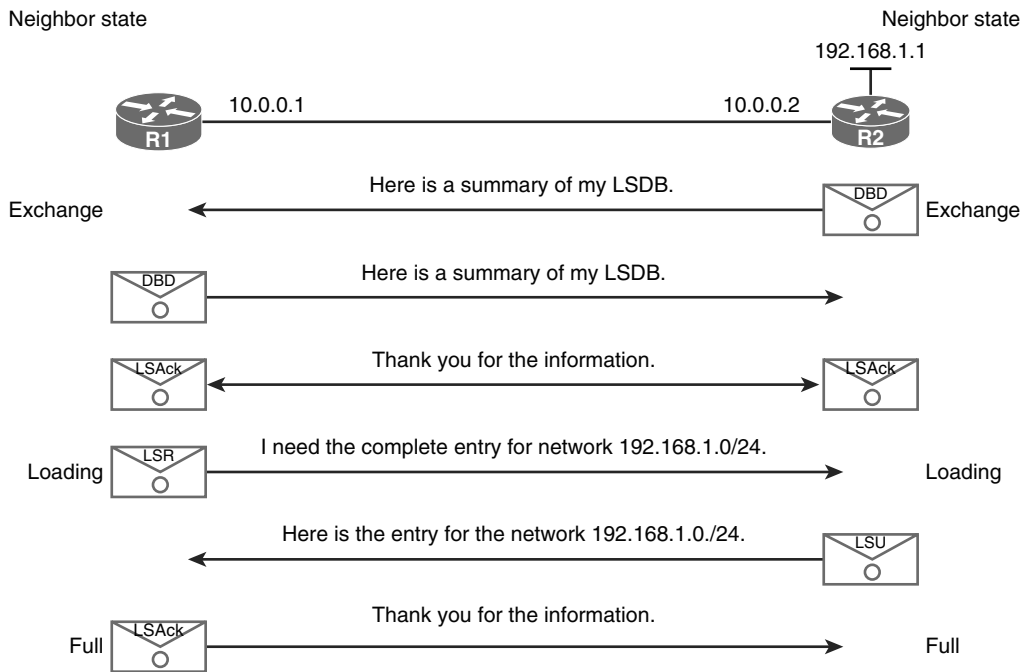 Neighbor state
Neighbor state
192.168.1.1
10.0.0.1
10.0.0.2
R1
R2
Here is a summary of my LSDB.
Exchange
DBD
Exchange
DBD
Here is a summary of my LSDB.
LSAck
Thank you for the information.
LSAck
Loading
LSR
I need the complete entry for network 192.168.1.0/24.
Loading
Here is the entry for the network 192.168.1.0./24.
LSU
Full
LSAck
Thank you for the information.
Full